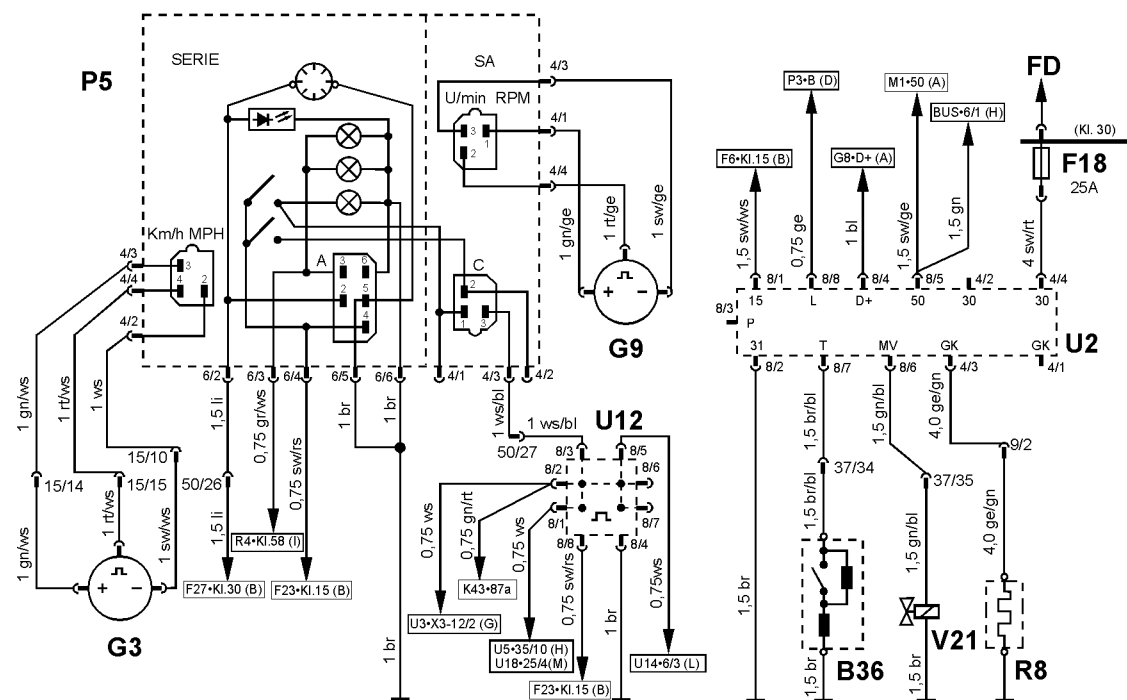 P5
SERIE
SA
U/min RPM
3
1
2
4/3
4/1
4/4
Km/h MPH
3
4
2
4/3
4/4
4/2
A
3
6
2
5
4
C
2
1
3
1 gn/ge
1 rt/ge
1 sw/ge
+
−
G9
6/2
6/3
6/4
6/5
6/6
4/1
4/3
4/2
1 gn/ws
1 rt/ws
1 ws
1,5 li
0,75 gr/ws
0,75 sw/rs
1 br
1 br
1 ws/bl
1 ws/bl
50/27
15/14
15/15
15/10
50/26
1 gn/ws
1 rt/ws
1 sw/ws
1,5 li
+
−
G3
R4•Kl.58 (I)
F27•Kl.30 (B)
F23•Kl.15 (B)
1 br
U12
8/3
8/5
8/2
8/6
8/1
8/7
8/8
8/4
0,75 ws
0,75 gn/rt
0,75 ws
0,75 sw/rs
1 br
0,75ws
K43•87a
U3•X3-12/2 (G)
U5•35/10 (H)
U18•25/4(M)
F23•Kl.15 (B)
U14•6/3 (L)
P3•B (D)
M1•50 (A)
BUS•6/1 (H)
F6•Kl.15 (B)
G8•D+ (A)
FD
(Kl. 30)
F18
25A
1,5 sw/ws
0,75 ge
1 bl
1,5 sw/ge
1,5 gn
4 sw/rt
8/1
8/8
8/4
8/5
4/2
4/4
15
L
D+
50
30
30
8/3
P
31
T
MV
GK
GK
U2
8/2
8/7
8/6
4/3
4/1
1,5 br/bl
1,5 gn/bl
4,0 ge/gn
37/34
37/35
9/2
1,5 br/bl
1,5 gn/bl
4,0 ge/gn
1,5 br
B36
V21
R8
1,5 br
1,5 br